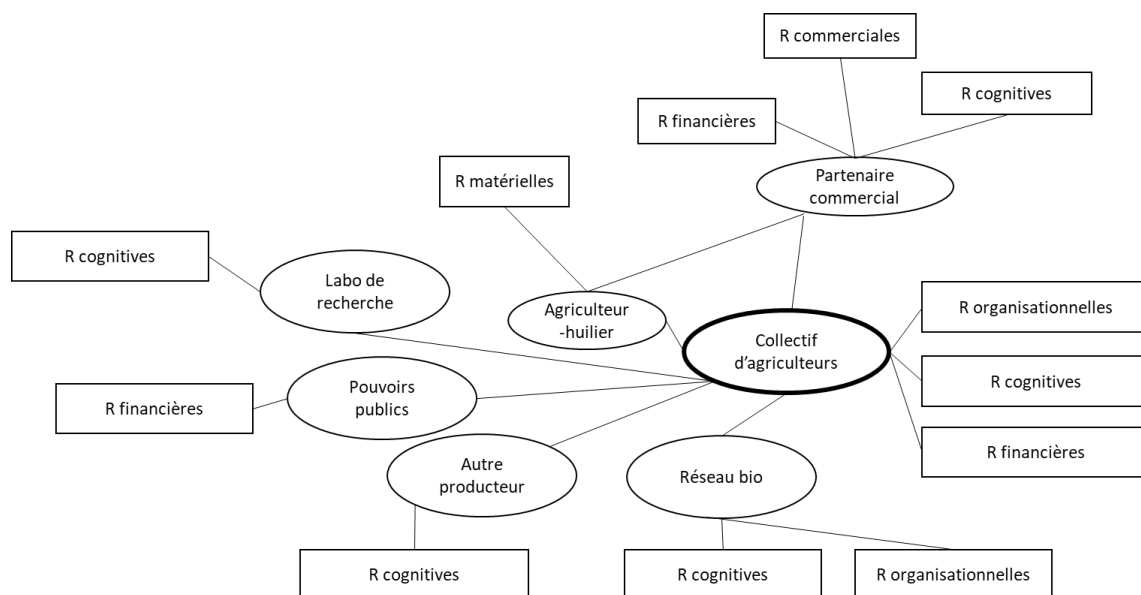 R commerciales
R cognitives
R financières
Partenaire
commercial
R matérielles
R cognitives
Labo de
recherche
Agriculteur
-huilier
R organisationnelles
Collectif
d’agriculteurs
R cognitives
Pouvoirs
publics
R financières
R financières
Autre
producteur
Réseau bio
R cognitives
R cognitives
R organisationnelles